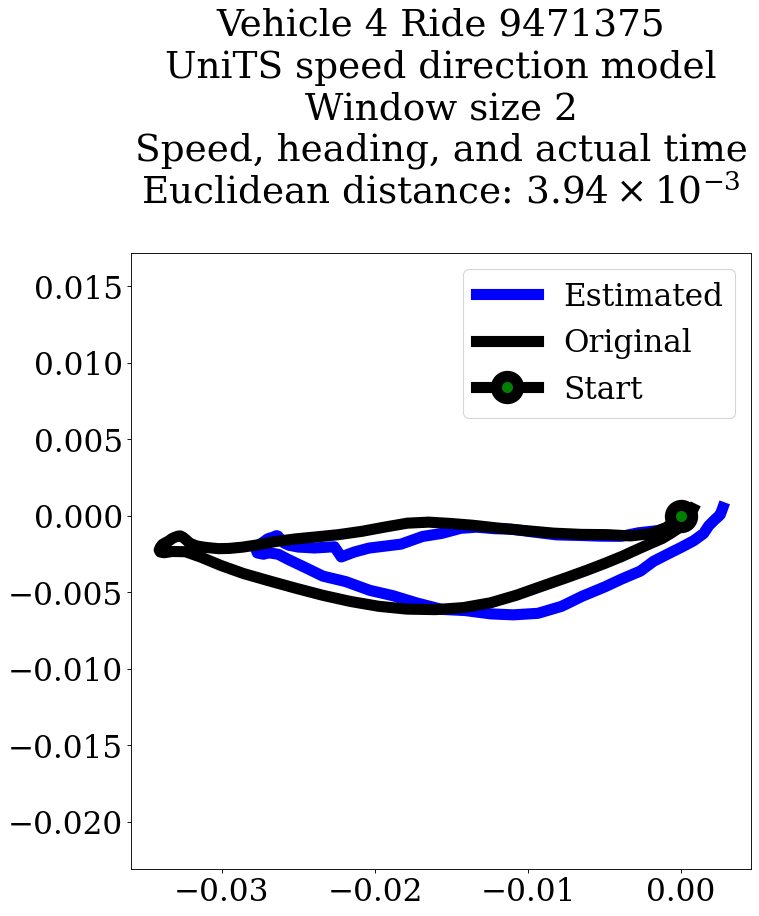 Vehicle 4 Ride 9471375
UniTS speed direction model
Window size 2
Speed, heading, and actual time
Euclidean distance: 3.94 × 10⁻³
Estimated
Original
Start
0.015
0.010
0.005
0.000
−0.005
−0.010
−0.015
−0.020
−0.03
−0.02
−0.01
0.00